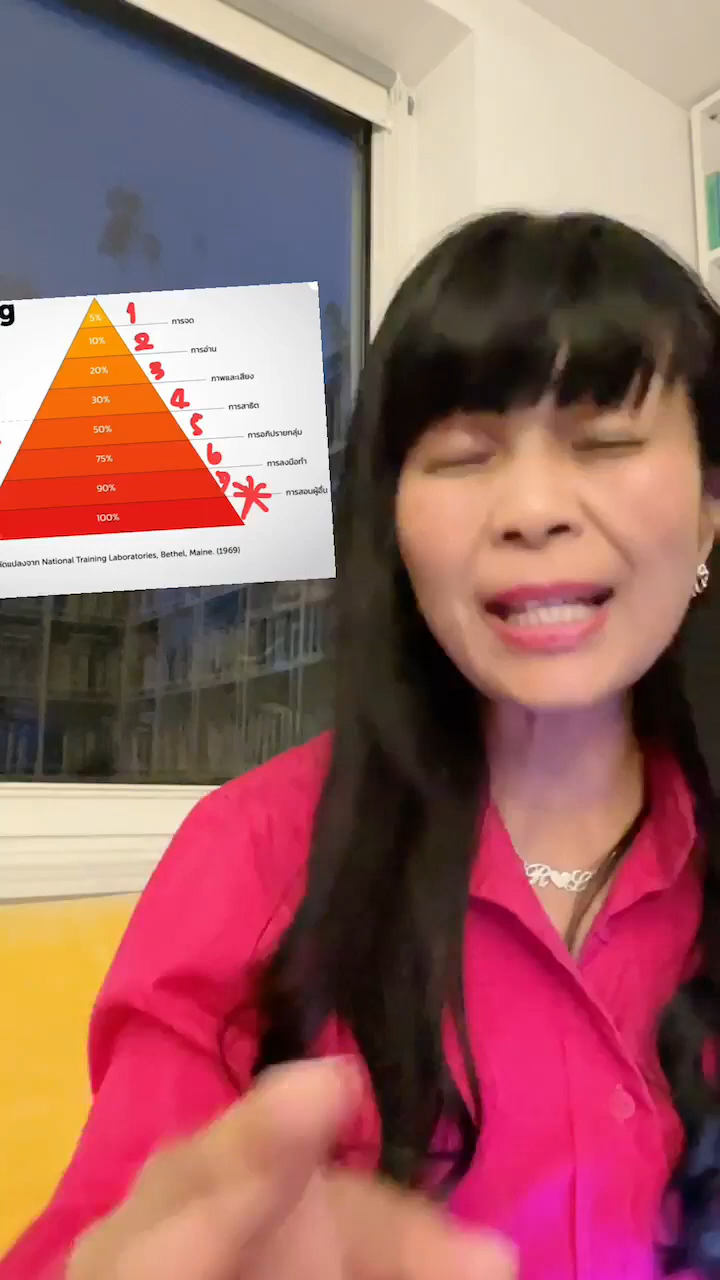 g
5% 1 การจด
10% 2 การอ่าน
20% 3 ภาพและเสียง
30% 4 การสาธิต
50% 5 การอภิปรายกลุ่ม
75% 6 การลงมือทำ
90% 7 การสอนผู้อื่น
100%
ดัดแปลงจาก National Training Laboratories, Bethel, Maine. (1969)
R L